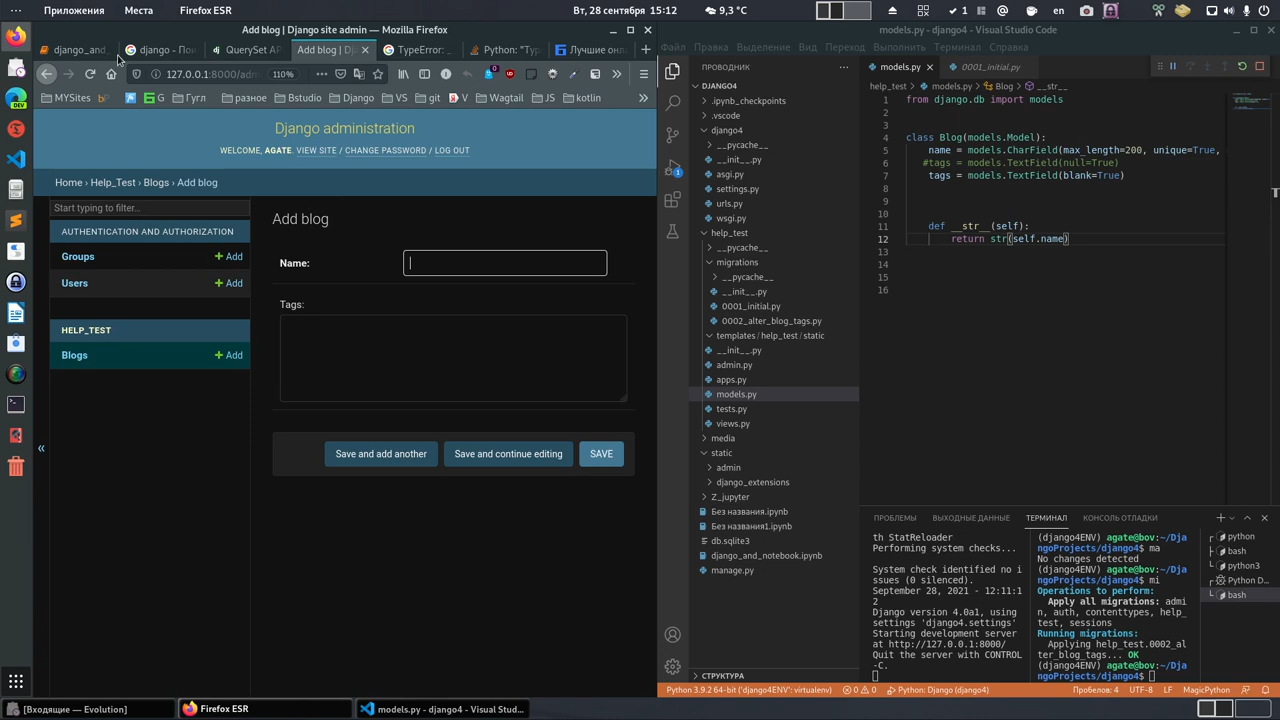 Приложения
Места
Firefox ESR
Вт, 28 сентября
15:12
9,3 °C
1
0,4
en
Add blog | Django site admin — Mozilla Firefox
django_and_
django - Пои
QuerySet AP
Add blog | Dj
TypeError:
Python: "Typ
Лучшие онл
127.0.0.1:8000/adm
110%
MYSites
G
Гугл
разное
Bstudio
Django
VS
git
V
Wagtail
JS
kotlin
Django administration
WELCOME, AGATE. VIEW SITE / CHANGE PASSWORD / LOG OUT
Home › Help_Test › Blogs › Add blog
Start typing to filter...
AUTHENTICATION AND AUTHORIZATION
Groups
Add
Users
Add
HELP_TEST
Blogs
Add
«
Add blog
Name:
Tags:
Save and add another
Save and continue editing
SAVE
models.py - django4 - Visual Studio Code
Файл
Правка
Выделение
Вид
Переход
Выполнить
Терминал
Справка
ПРОВОДНИК
DJANGO4
.ipynb_checkpoints
.vscode
django4
__pycache__
__init__.py
asgi.py
settings.py
urls.py
wsgi.py
help_test
__pycache__
migrations
__pycache__
__init__.py
0001_initial.py
0002_alter_blog_tags.py
templates / help_test / static
__init__.py
admin.py
apps.py
models.py
tests.py
views.py
media
static
admin
django_extensions
Z_jupyter
Без названия.ipynb
Без названия1.ipynb
db.sqlite3
django_and_notebook.ipynb
manage.py
СТРУКТУРА
models.py
0001_initial.py
help_test > models.py > Blog > __str__
1 from django.db import models
2
3
4 class Blog(models.Model):
5 name = models.CharField(max_length=200, unique=True,
6 #tags = models.TextField(null=True)
7 tags = models.TextField(blank=True)
8
9
10
11 def __str__(self):
12 return str(self.name)
13
14
15
16
ПРОБЛЕМЫ
ВЫХОДНЫЕ ДАННЫЕ
ТЕРМИНАЛ
КОНСОЛЬ ОТЛАДКИ
th StatReloader
Performing system checks...
System check identified no i
ssues (0 silenced).
September 28, 2021 - 12:11:1
2
Django version 4.0a1, using
settings 'django4.settings'
Starting development server
at http://127.0.0.1:8000/
Quit the server with CONTROL
-C.
(django4ENV) agate@bov:~/Dja
ngoProjects/django4$ ma
No changes detected
(django4ENV) agate@bov:~/Dja
ngoProjects/django4$ mi
Operations to perform:
Apply all migrations: admi
n, auth, contenttypes, help_
test, sessions
Running migrations:
Applying help_test.0002_al
ter_blog_tags... OK
(django4ENV) agate@bov:~/Dja
ngoProjects/django4$
python
bash
python3
Python D...
bash
Python 3.9.2 64-bit ('django4ENV': virtualenv)
0
0
Python: Django (django4)
Пробелов: 4
UTF-8
LF
MagicPython
[Входящие — Evolution]
Firefox ESR
models.py - django4 - Visual Stud...